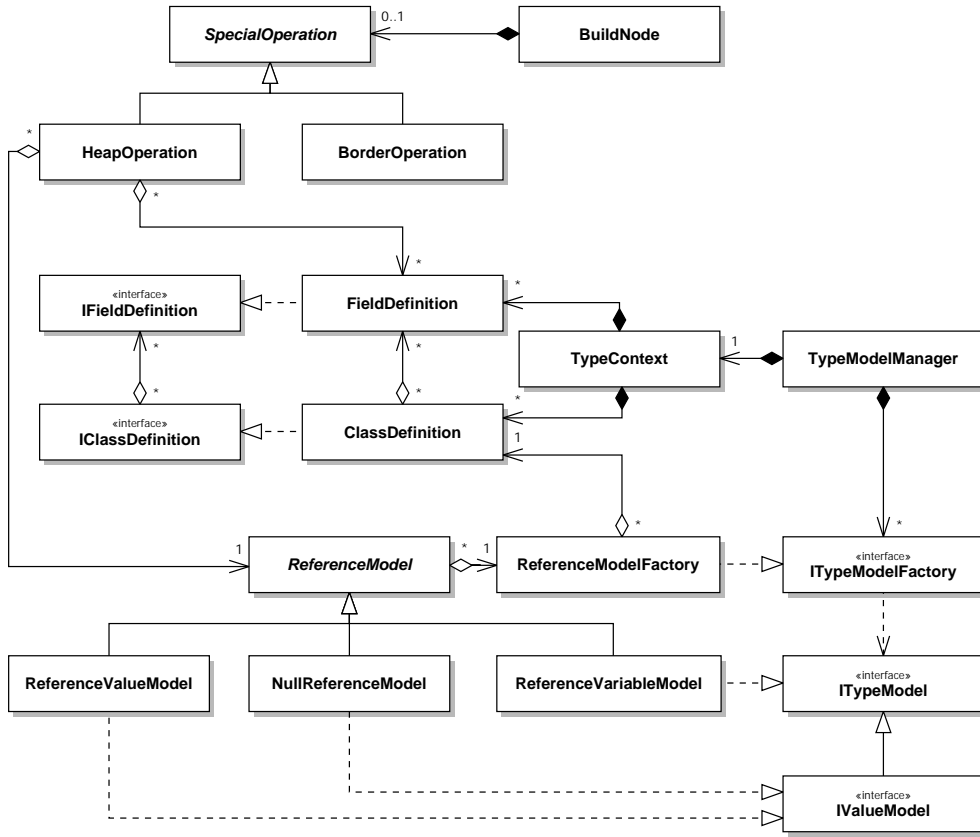 SpecialOperation
0..1
BuildNode
*
HeapOperation
BorderOperation
*
*
«interface»
IFieldDefinition
FieldDefinition
*
*
*
TypeContext
1
TypeModelManager
*
*
*
«interface»
IClassDefinition
ClassDefinition
1
*
*
1
ReferenceModel
*
1
ReferenceModelFactory
«interface»
ITypeModelFactory
ReferenceValueModel
NullReferenceModel
ReferenceVariableModel
«interface»
ITypeModel
«interface»
IValueModel